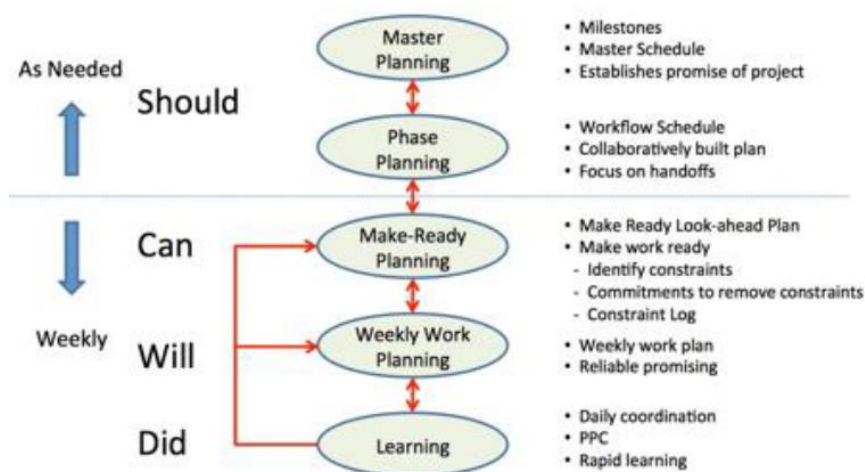 As Needed
Should
Master
Planning
• Milestones
• Master Schedule
• Establishes promise of project
Phase
Planning
• Workflow Schedule
• Collaboratively built plan
• Focus on handoffs
Can
Make-Ready
Planning
• Make Ready Look-ahead Plan
• Make work ready
- Identify constraints
- Commitments to remove constraints
- Constraint Log
Weekly
Will
Weekly Work
Planning
• Weekly work plan
• Reliable promising
Did
Learning
• Daily coordination
• PPC
• Rapid learning